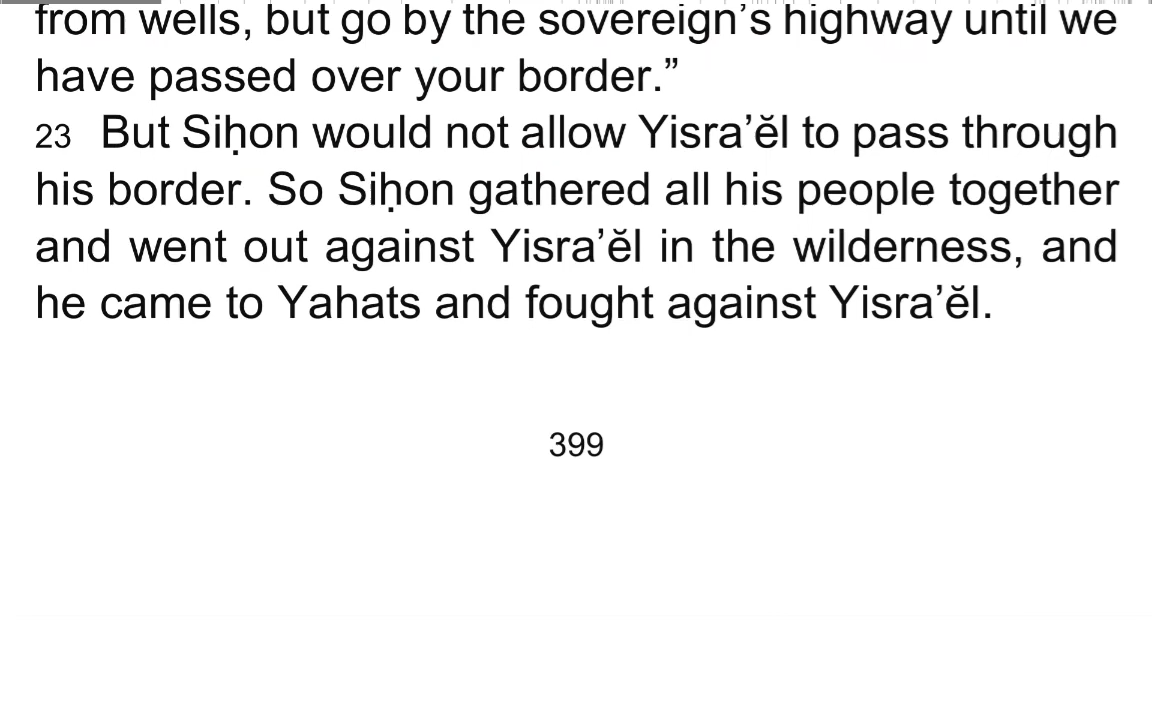 from wells, but go by the sovereign’s highway until we
have passed over your border.”
23 But Siḥon would not allow Yisra’ĕl to pass through
his border. So Siḥon gathered all his people together
and went out against Yisra’ĕl in the wilderness, and
he came to Yahats and fought against Yisra’ĕl.
399